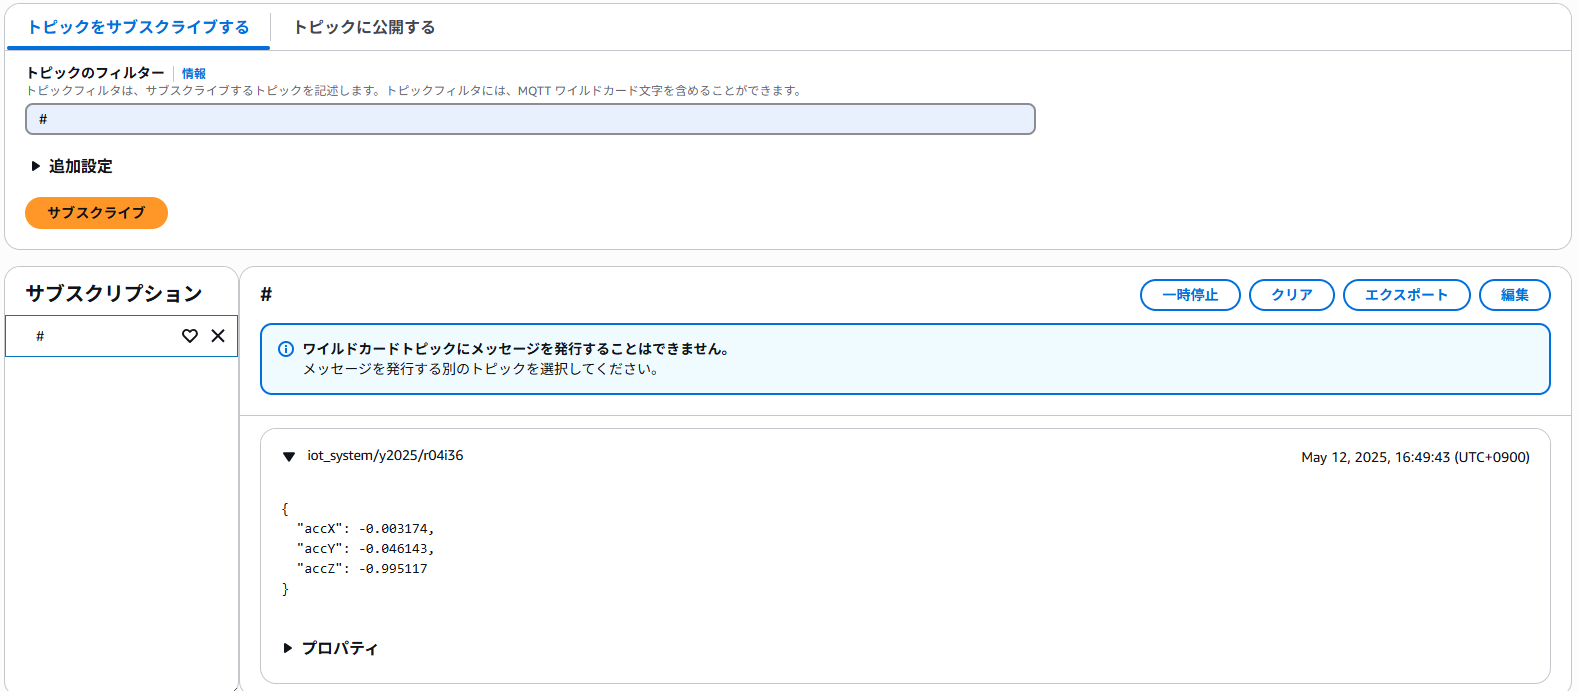 トピックをサブスクライブする
トピックに公開する
トピックのフィルター
情報
トピックフィルタは、サブスクライブするトピックを記述します。トピックフィルタには、MQTT ワイルドカード文字を含めることができます。
#
追加設定
サブスクライブ
サブスクリプション
#
#
一時停止
クリア
エクスポート
編集
ワイルドカードトピックにメッセージを発行することはできません。
メッセージを発行する別のトピックを選択してください。
iot_system/y2025/r04i36
May 12, 2025, 16:49:43 (UTC+0900)
{
"accX": -0.003174,
"accY": -0.046143,
"accZ": -0.995117
}
プロパティ